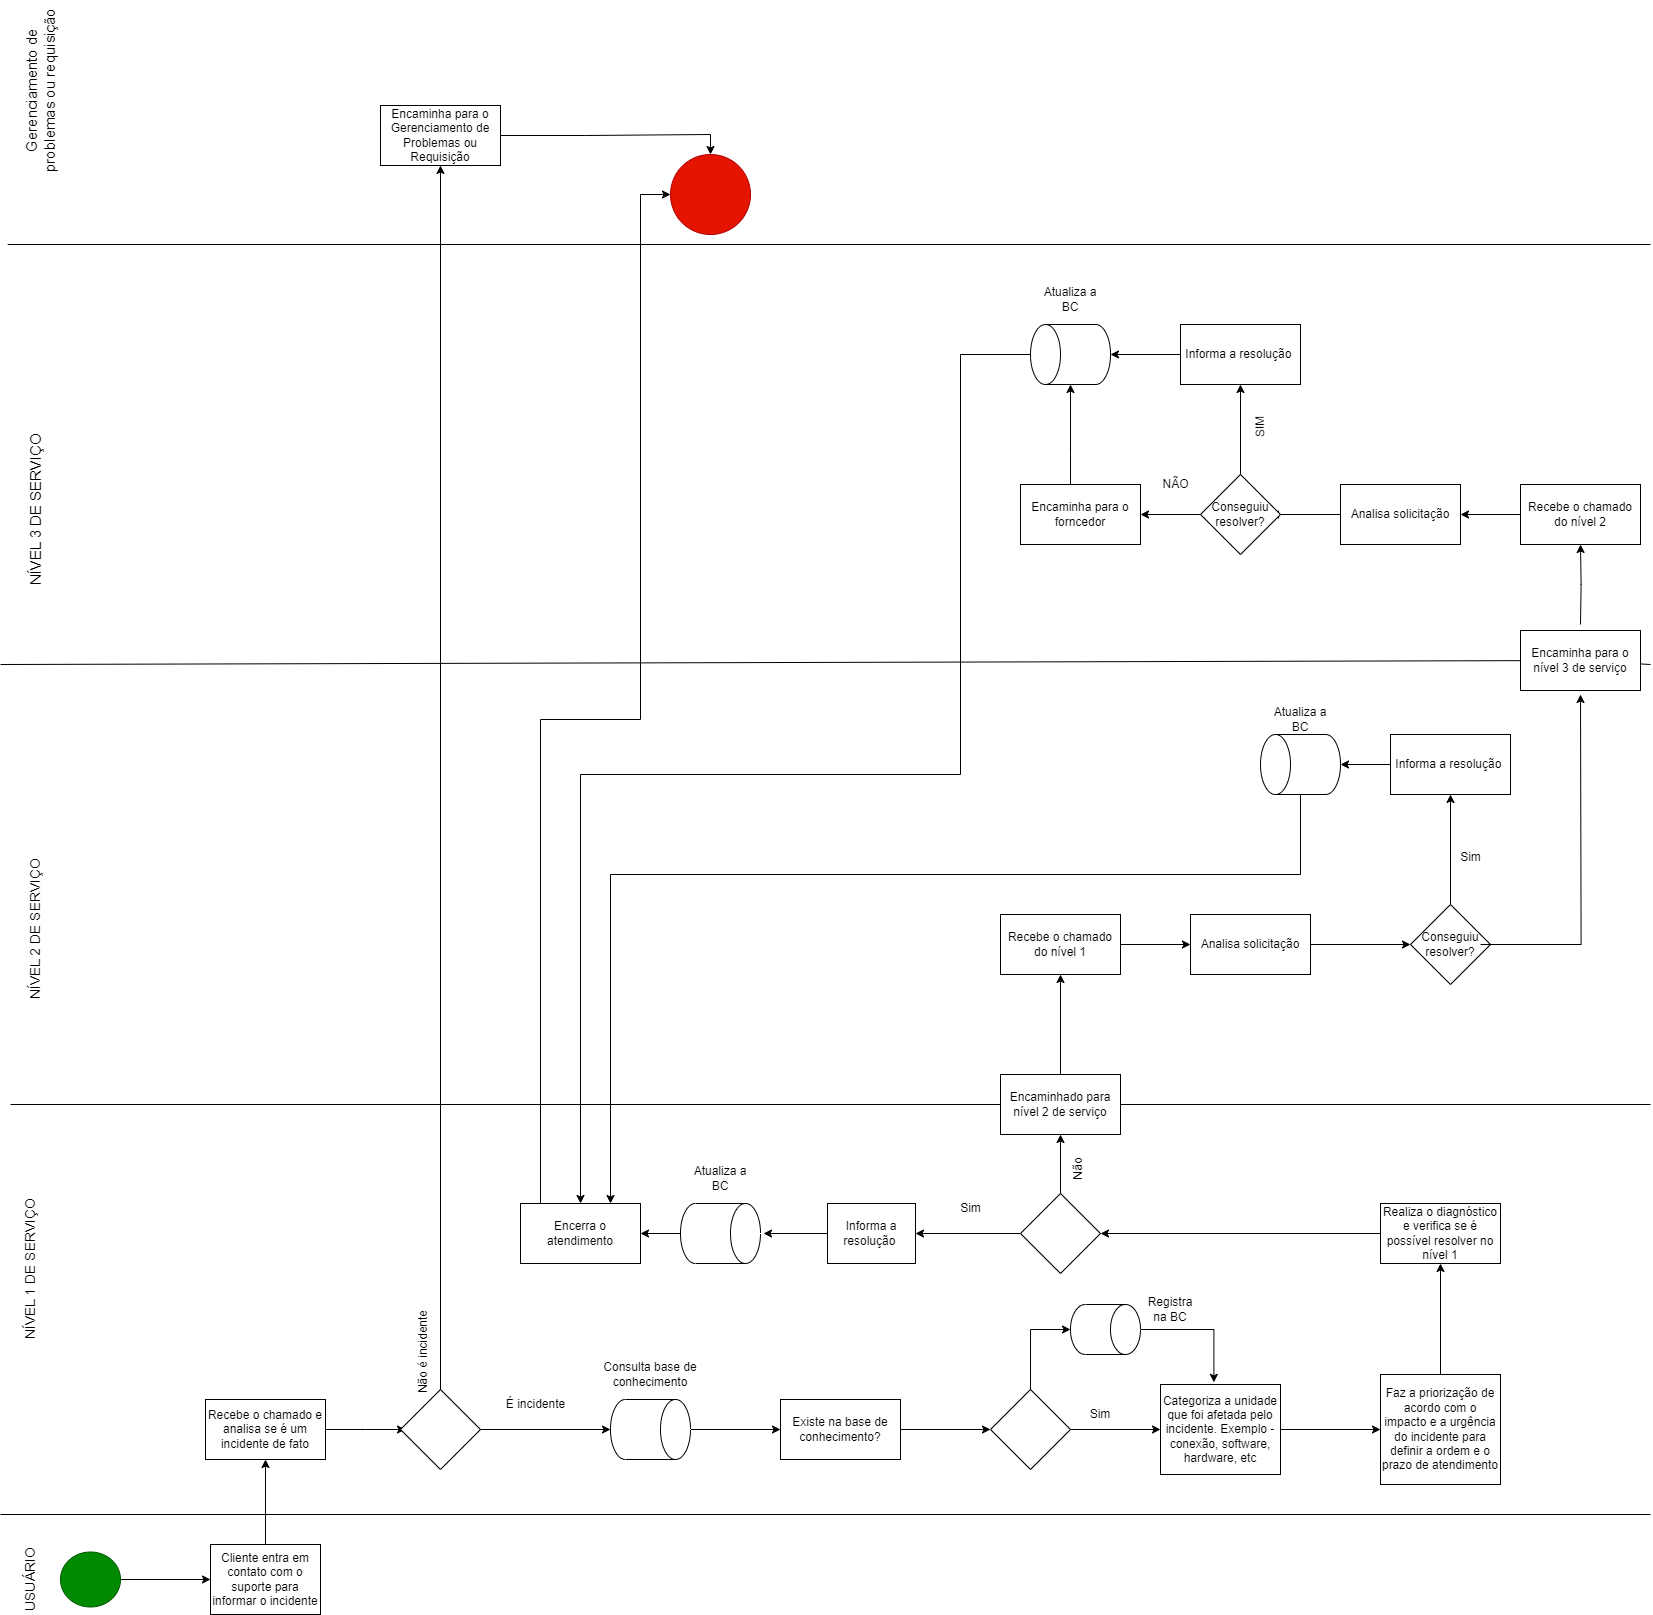 Gerenciamento de
problemas ou requisição
Encaminha para o
Gerenciamento de
Problemas ou
Requisição
NÍVEL 3 DE SERVIÇO
Atualiza a
BC
Informa a resolução
SIM
NÃO
Encaminha para o
forncedor
Conseguiu
resolver?
Analisa solicitação
Recebe o chamado
do nível 2
Encaminha para o
nível 3 de serviço
NÍVEL 2 DE SERVIÇO
Atualiza a
BC
Informa a resolução
Sim
Recebe o chamado
do nível 1
Analisa solicitação
Conseguiu
resolver?
Encaminhado para
nível 2 de serviço
NÍVEL 1 DE SERVIÇO
Não
Atualiza a
BC
Sim
Encerra o
atendimento
Informa a
resolução
Realiza o diagnóstico
e verifica se é
possível resolver no
nível 1
Registra
na BC
Não é incidente
Consulta base de
conhecimento
É incidente
Recebe o chamado e
analisa se é um
incidente de fato
Existe na base de
conhecimento?
Sim
Categoriza a unidade
que foi afetada pelo
incidente. Exemplo -
conexão, software,
hardware, etc
Faz a priorização de
acordo com o
impacto e a urgência
do incidente para
definir a ordem e o
prazo de atendimento
USUÁRIO
Cliente entra em
contato com o
suporte para
informar o incidente